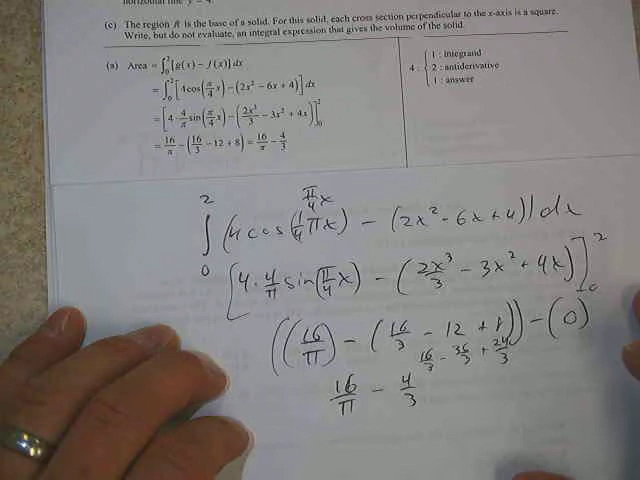 horizontal line y = 4.
(c) The region R is the base of a solid. For this solid, each cross section perpendicular to the x-axis is a square.
Write, but do not evaluate, an integral expression that gives the volume of the solid.
(a) Area = ∫₀² [g(x) − f(x)] dx
= ∫₀² [4cos(π/4 x) − (2x² − 6x + 4)] dx
= [4 · 4/π sin(π/4 x) − (2x³/3 − 3x² + 4x)]₀²
= 16/π − (16/3 − 12 + 8) = 16/π − 4/3
4 : { 1 : integrand
2 : antiderivative
1 : answer
π/4 x
∫₀² (4cos(1/4 πx) − (2x² − 6x + 4)) dx
[4 · 4/π sin(π/4 x) − (2x³/3 − 3x² + 4x)]₀²
((16/π) − (16/3 − 12 + 8)) − (0)
16/3 − 36/3 + 24/3
16/π − 4/3